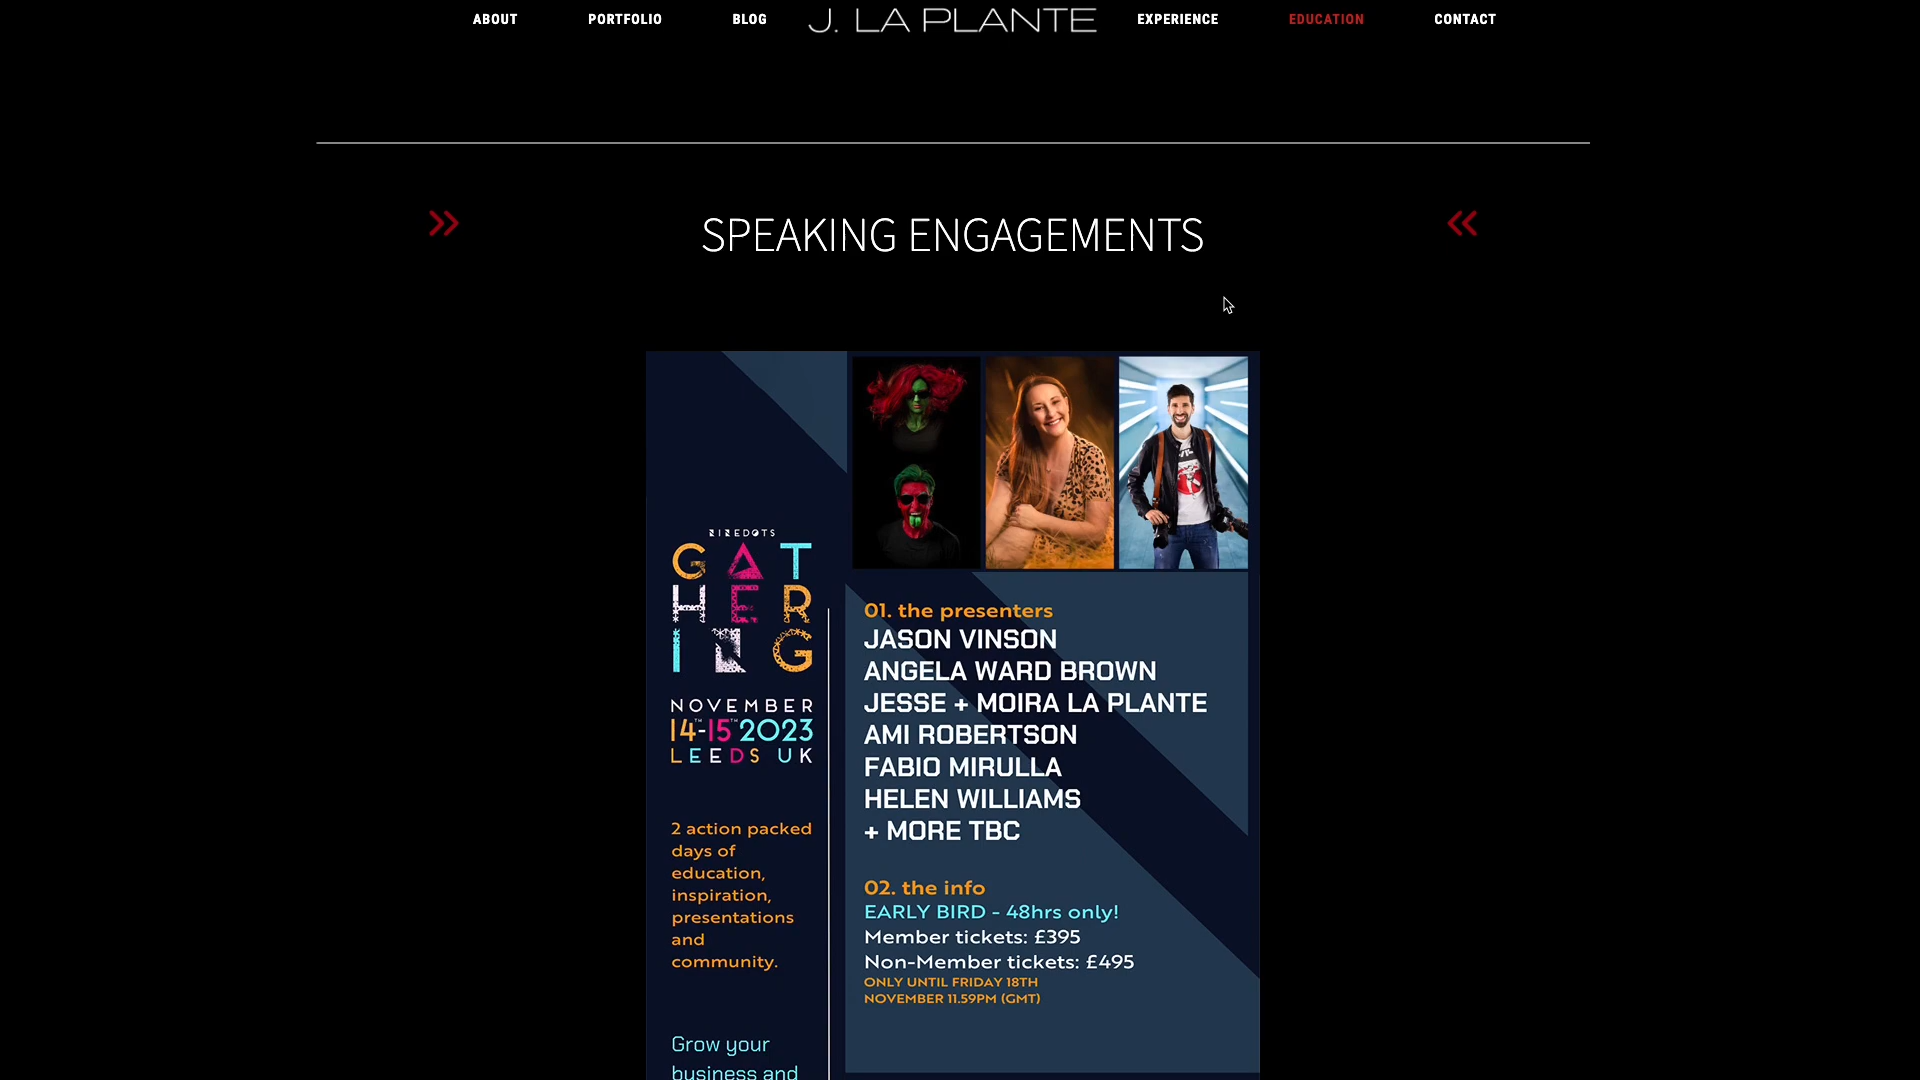 ABOUT
PORTFOLIO
BLOG
J. LA PLANTE
EXPERIENCE
EDUCATION
CONTACT
SPEAKING ENGAGEMENTS
NINEDOTS
GAT
HER
ING
NOVEMBER
14TH-15TH 2023
LEEDS UK
2 action packed
days of
education,
inspiration,
presentations
and
community.
Grow your
business and
01. the presenters
JASON VINSON
ANGELA WARD BROWN
JESSE + MOIRA LA PLANTE
AMI ROBERTSON
FABIO MIRULLA
HELEN WILLIAMS
+ MORE TBC
02. the info
EARLY BIRD - 48hrs only!
Member tickets: £395
Non-Member tickets: £495
ONLY UNTIL FRIDAY 18TH
NOVEMBER 11.59PM (GMT)